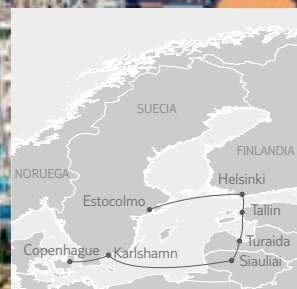 SUECIA
FINLANDIA
NORUEGA
Helsinki
Estocolmo
Tallin
Turaida
Copenhague
Karlshamn
Siauliai